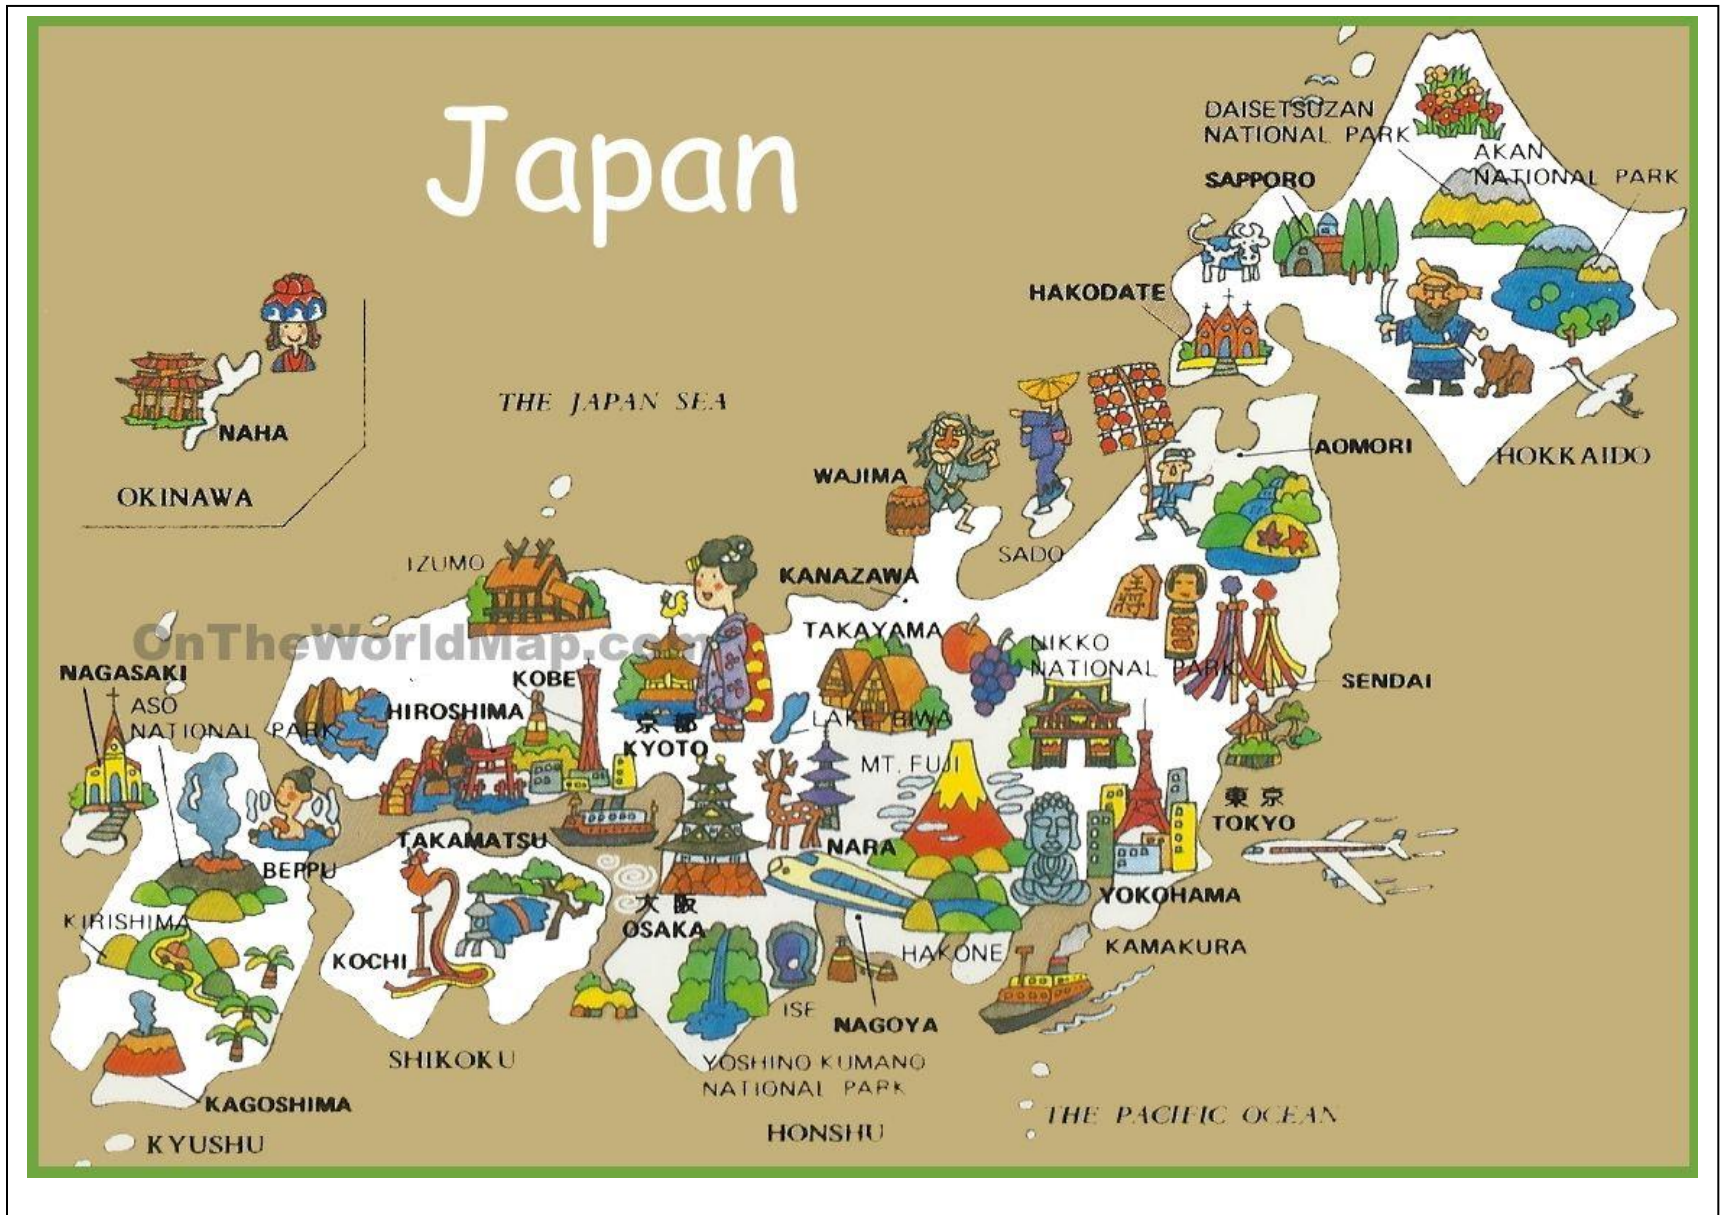 Japan
DAISETSUZAN
NATIONAL PARK
AKAN
NATIONAL PARK
SAPPORO
HAKODATE
THE JAPAN SEA
NAHA
OKINAWA
AOMORI
HOKKAIDO
WAJIMA
SADO
IZUMO
KANAZAWA
OnTheWorldMap.com
TAKAYAMA
NIKKO
NATIONAL PARK
NAGASAKI
ASO
NATIONAL PARK
KOBE
SENDAI
HIROSHIMA
LAKE BIWA
京都
KYOTO
MT. FUJI
東京
TOKYO
TAKAMATSU
NARA
BEPPU
YOKOHAMA
大阪
OSAKA
KIRISHIMA
KOCHI
HAKONE
KAMAKURA
ISE
NAGOYA
SHIKOKU
YOSHINO KUMANO
NATIONAL PARK
KAGOSHIMA
THE PACIFIC OCEAN
HONSHU
KYUSHU